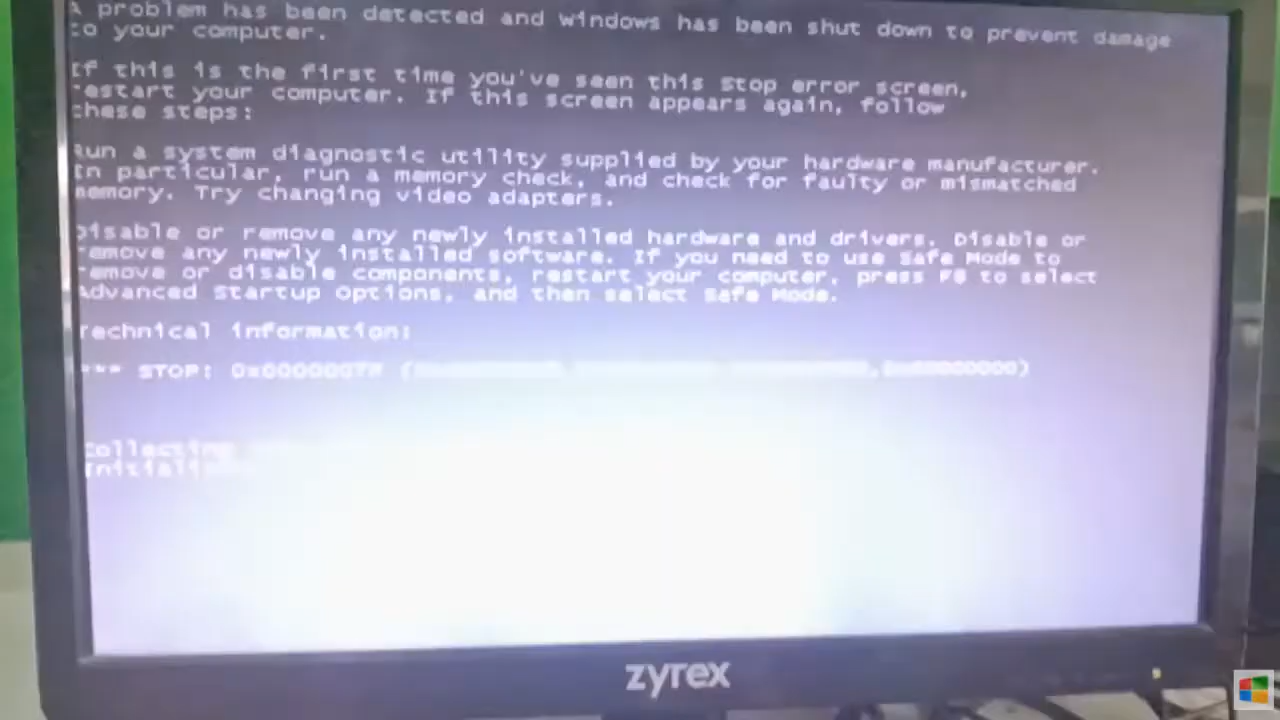 A problem has been detected and windows has been shut down to prevent damage
to your computer.
If this is the first time you've seen this Stop error screen,
restart your computer. If this screen appears again, follow
these steps:
Run a system diagnostic utility supplied by your hardware manufacturer.
In particular, run a memory check, and check for faulty or mismatched
memory. Try changing video adapters.
Disable or remove any newly installed hardware and drivers. Disable or
remove any newly installed software. If you need to use Safe Mode to
remove or disable components, restart your computer, press F8 to select
Advanced Startup Options, and then select Safe Mode.
Technical information:
*** STOP:
Collecting
zyrex